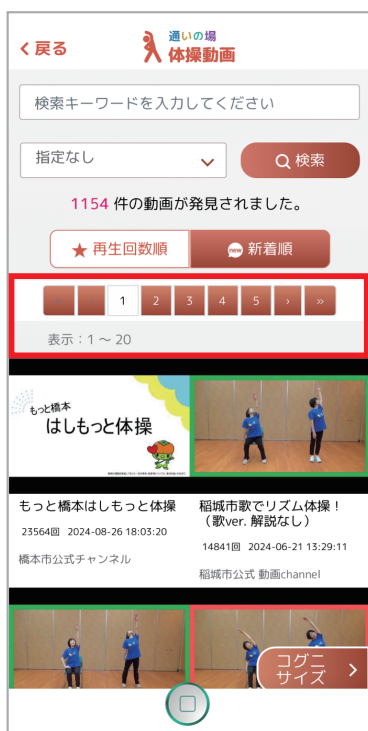 < 戻る
通いの場
体操動画
検索キーワードを入力してください
指定なし
検索
1154 件の動画が発見されました。
★ 再生回数順
new 新着順
1 2 3 4 5 › »
表示：1 ～ 20
もっと橋本
はしもっと体操
もっと橋本はしもっと体操
23564回 2024-08-26 18:03:20
橋本市公式チャンネル
稲城市歌でリズム体操！
（歌ver. 解説なし）
14841回 2024-06-21 13:29:11
稲城市公式 動画channel
コグニ
サイズ